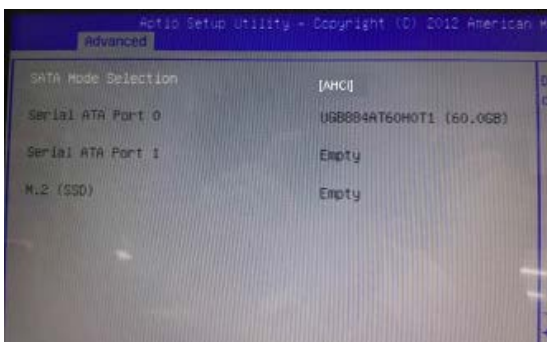 Aptio Setup Utility - Copyright (C) 2012 American
Advanced
SATA Mode Selection [AHCI]
Serial ATA Port 0 UGB884AT60H0T1 (60.0GB)
Serial ATA Port 1 Empty
M.2 (SSD) Empty